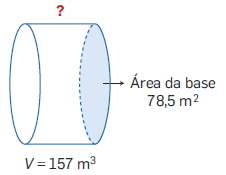 ?
Área da base
78,5 m²
V = 157 m³